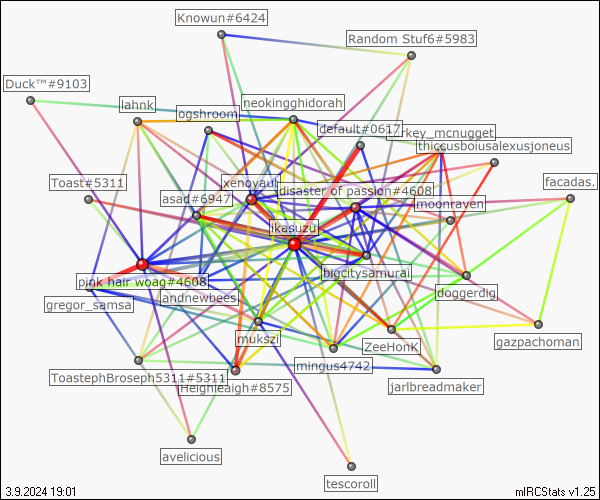 Knowun#6424
Random Stuf6#5983
Duck™#9103
lahnk
ogshroom
neokingghidorah
default#0617
key_mcnugget
thiccusboiusalexusjoneus
Toast#5311
asad#6947
xenoyaul
disaster of passion#4608
moonraven
facadas.
ikasuzu
bigcitysamurai
pink hair woag#4608
gregor_samsa
andnewbees
doggerdig
mukszi
ZeeHonK
gazpachoman
mingus4742
ToastephBroseph5311#5311
Heighleaigh#8575
jarlbreadmaker
avelicious
tescoroll
3.9.2024 19:01
mIRCStats v1.25